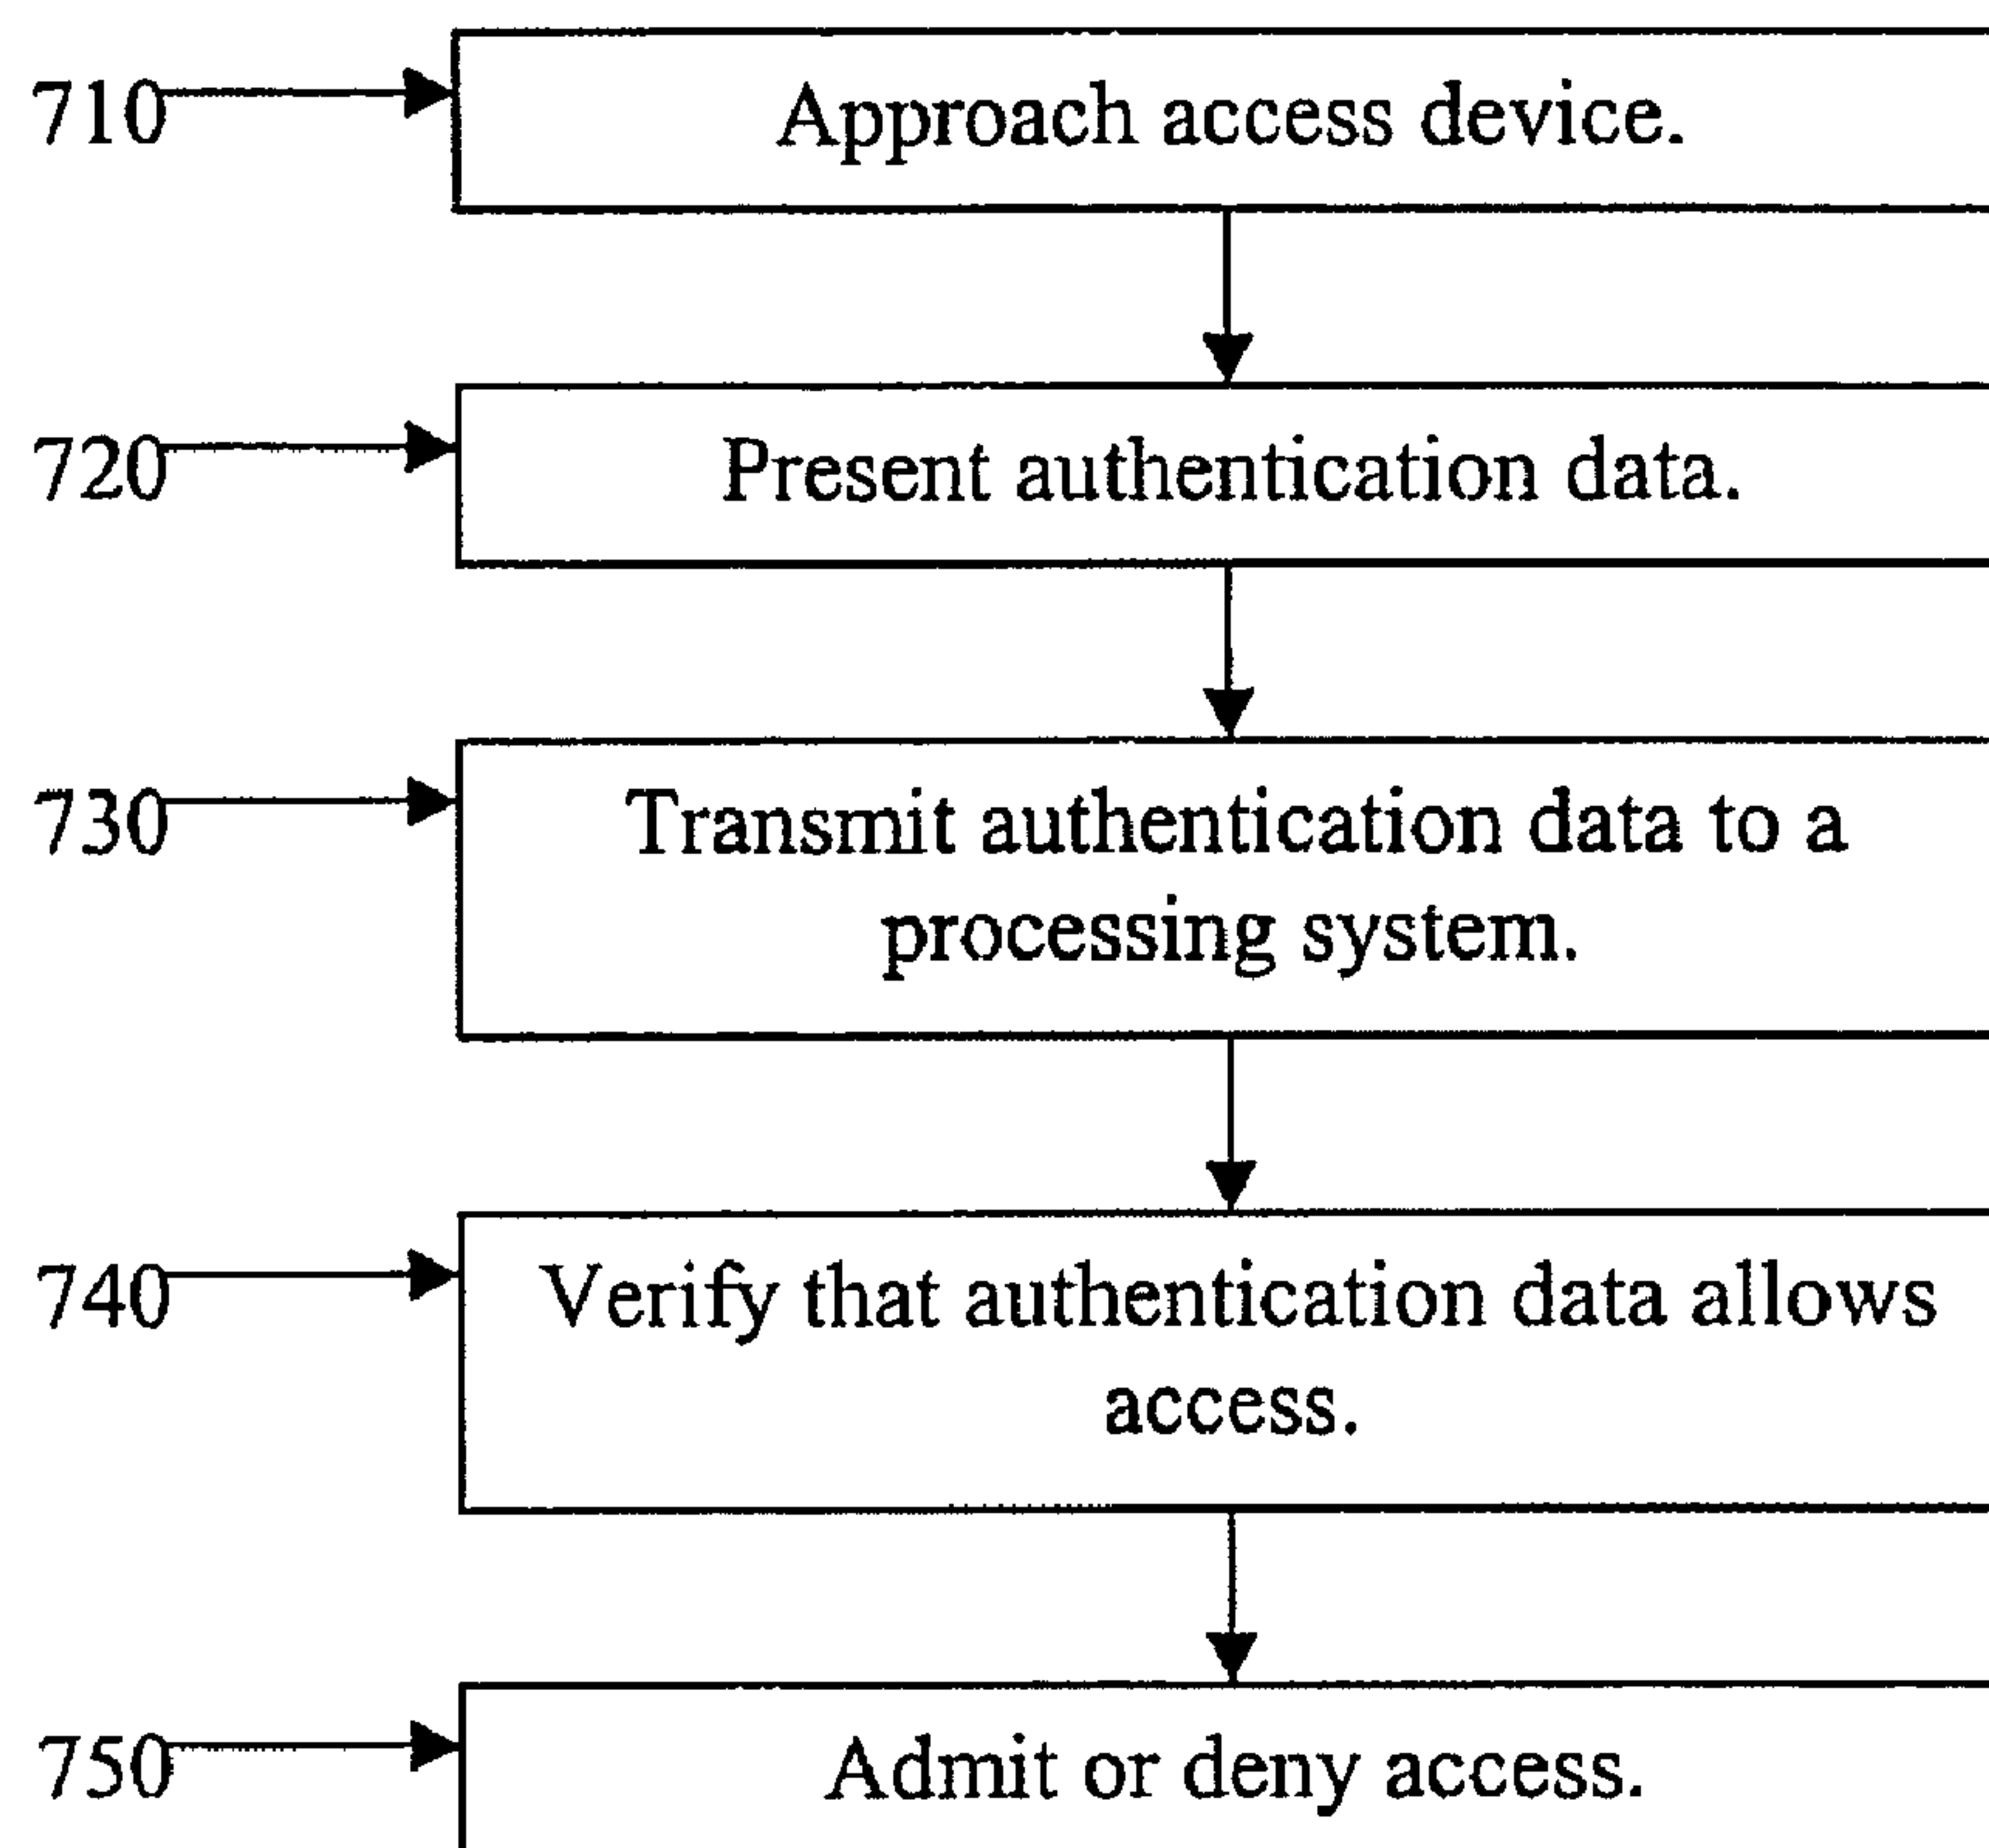 710
Approach access device.
720
Present authentication data.
730
Transmit authentication data to a
processing system.
740
Verify that authentication data allows
access.
750
Admit or deny access.